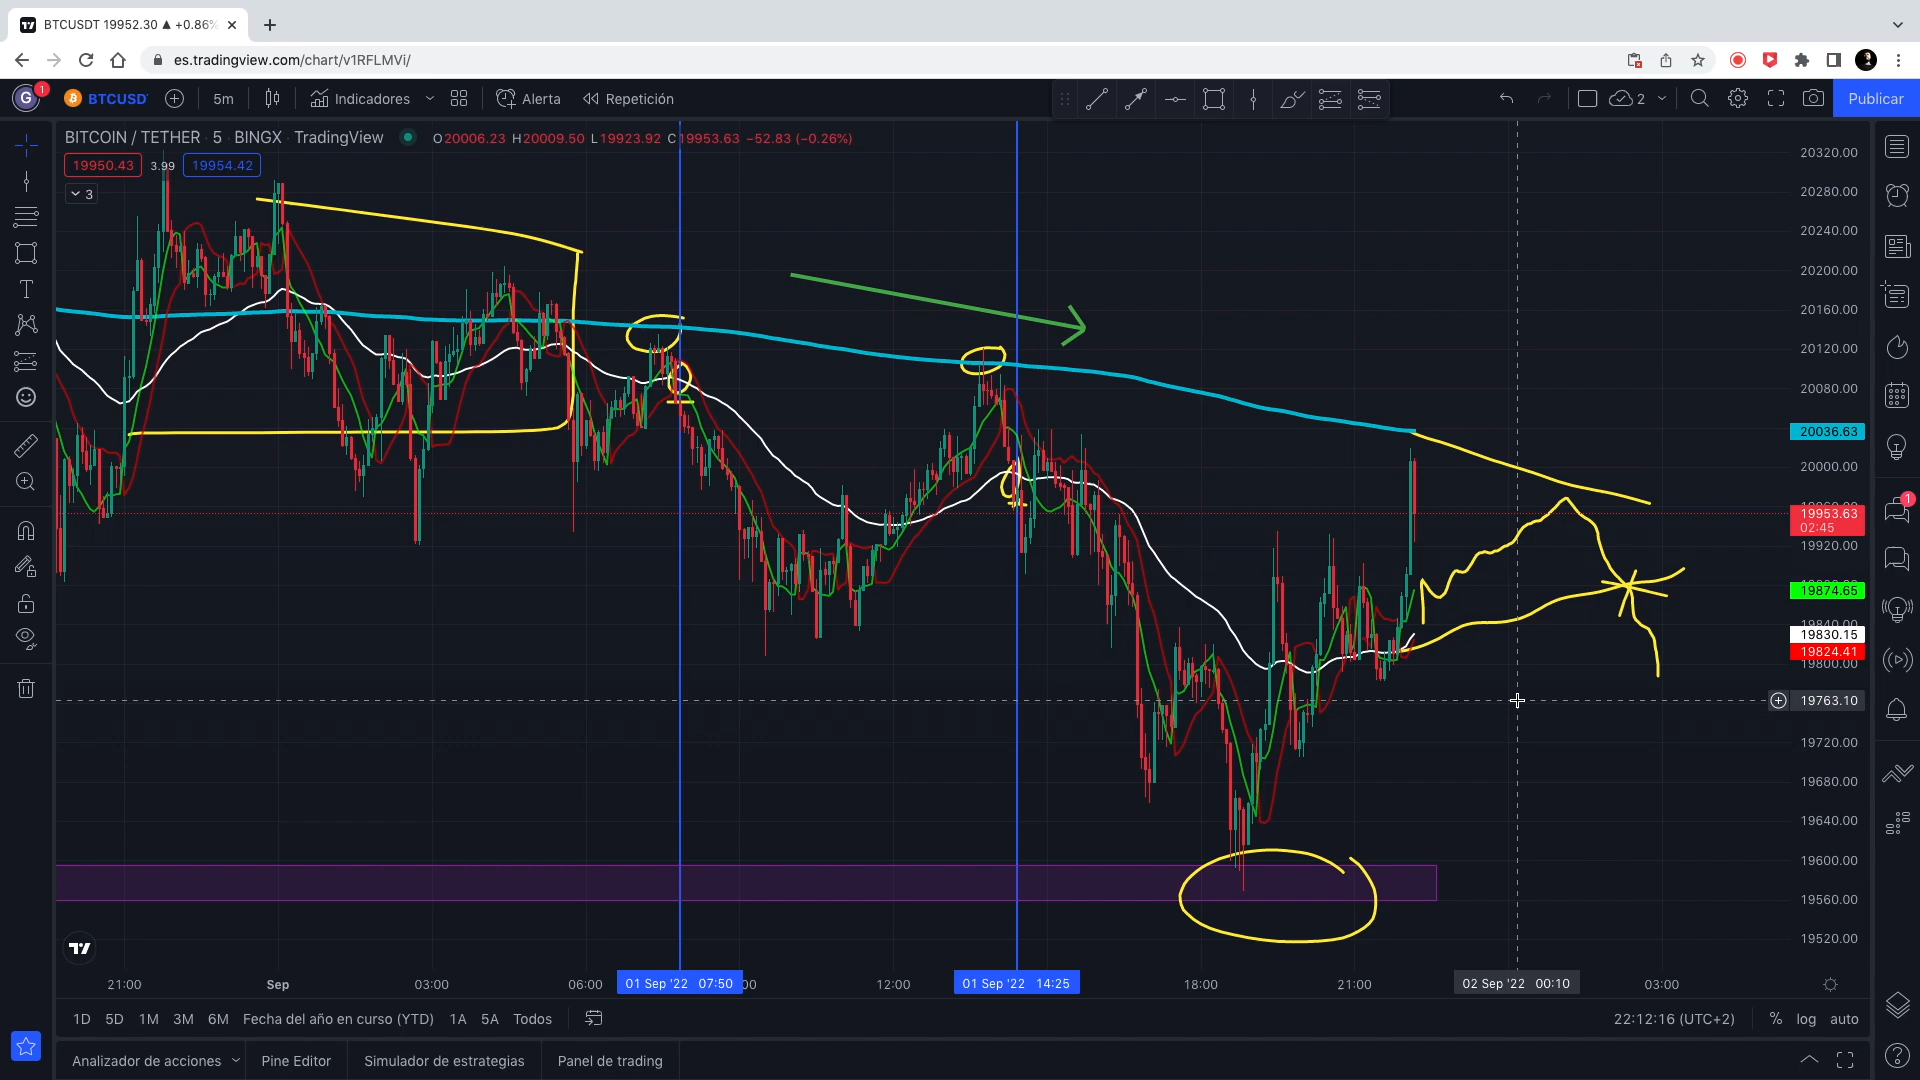 BTCUSDT 19952.30 ▲ +0.86%
es.tradingview.com/chart/v1RFLMVi/
G 1
BTCUSD
5m
Indicadores
Alerta
Repetición
2
Publicar
BITCOIN / TETHER · 5 · BINGX · TradingView
O20006.23 H20009.50 L19923.92 C19953.63 −52.83 (−0.26%)
19950.43 3.99 19954.42
3
20320.00
20280.00
20240.00
20200.00
20160.00
20120.00
20080.00
20036.63
20000.00
19953.63
02:45
19920.00
19874.65
19840.00
19830.15
19824.41
19800.00
19763.10
19720.00
19680.00
19640.00
19600.00
19560.00
19520.00
1
21:00 Sep 03:00 06:00 01 Sep '22 07:50 12:00 01 Sep '22 14:25 18:00 21:00 02 Sep '22 00:10 03:00
1D 5D 1M 3M 6M Fecha del año en curso (YTD) 1A 5A Todos
22:12:16 (UTC+2) % log auto
Analizador de acciones Pine Editor Simulador de estrategias Panel de trading